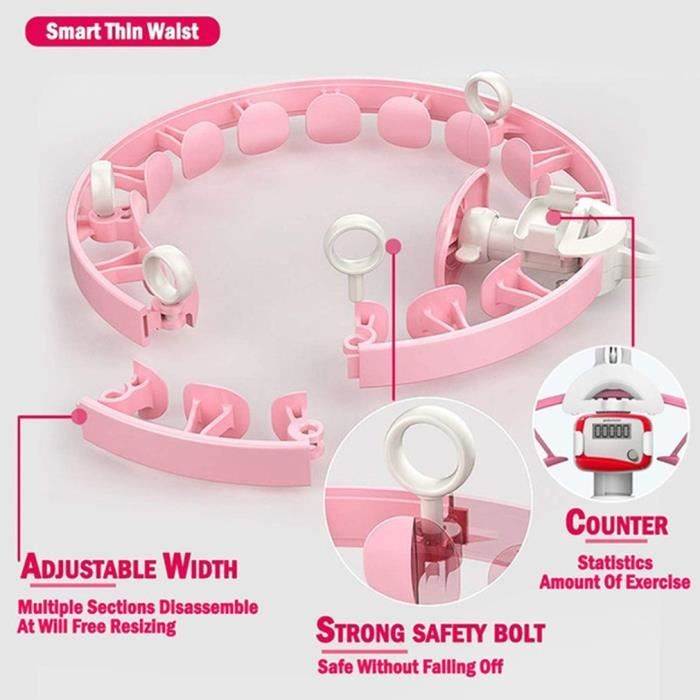 Smart Thin Waist
ADJUSTABLE WIDTH
Multiple Sections Disassemble
At Will Free Resizing
STRONG SAFETY BOLT
Safe Without Falling Off
COUNTER
Statistics
Amount Of Exercise
00000